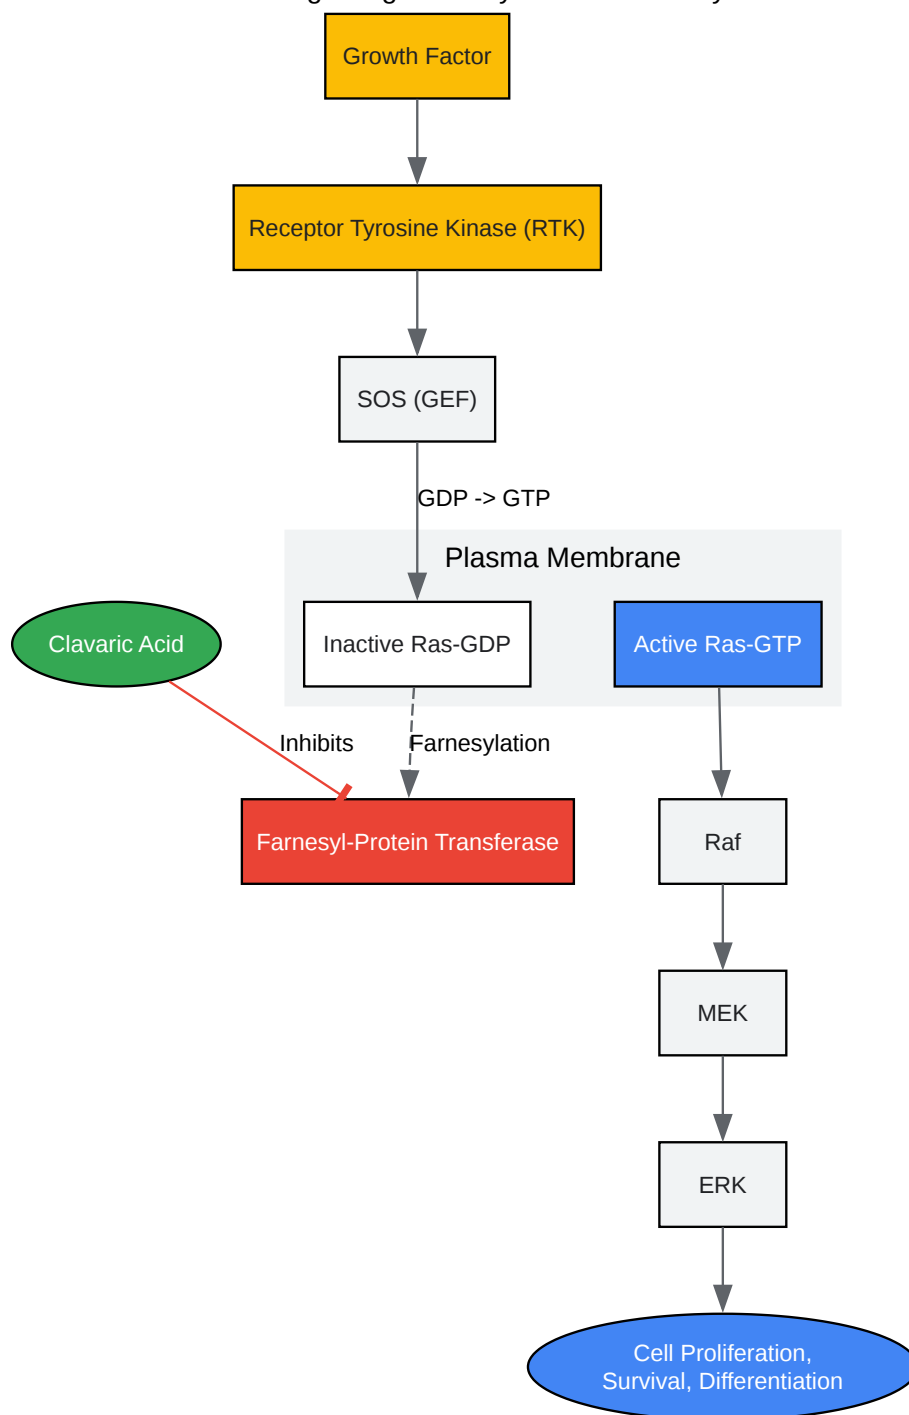 Growth Factor
Receptor Tyrosine Kinase (RTK)
SOS (GEF)
GDP -> GTP
Plasma Membrane
Clavaric Acid
Inactive Ras-GDP
Active Ras-GTP
Inhibits
Farnesylation
Farnesyl-Protein Transferase
Raf
MEK
ERK
Cell Proliferation,
Survival, Differentiation